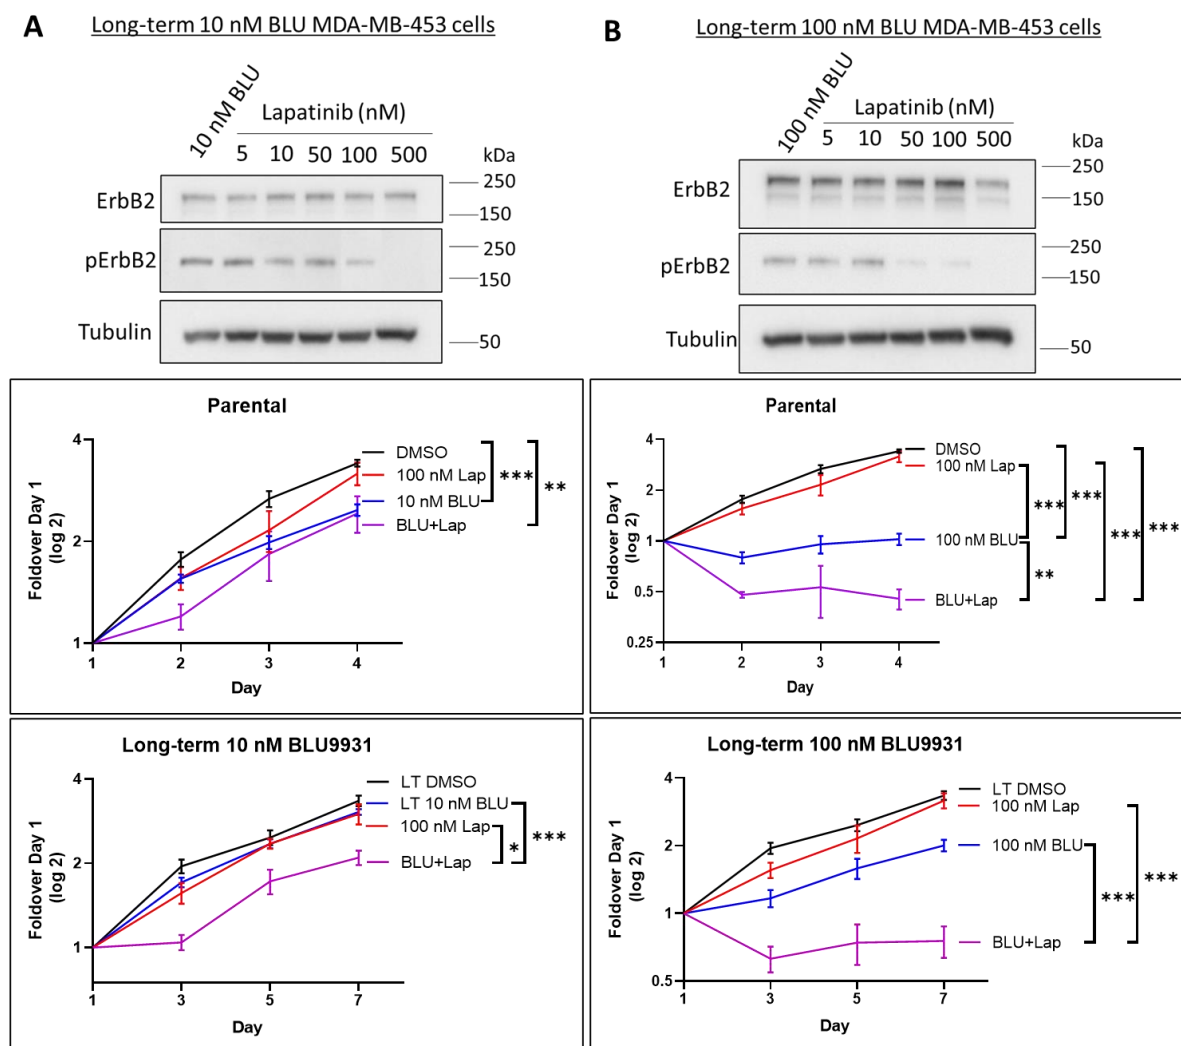 A
Long-term 10 nM BLU MDA-MB-453 cells
10 nM BLU
Lapatinib (nM)
5 10 50 100 500
kDa
ErbB2
250
150
pErbB2
250
150
Tubulin
50
Parental
4
2
1
Foldover Day 1
(log 2)
DMSO
100 nM Lap
10 nM BLU
BLU+Lap
***
**
1 2 3 4
Day
Long-term 10 nM BLU9931
4
2
1
Foldover Day 1
(log 2)
LT DMSO
LT 10 nM BLU
100 nM Lap
BLU+Lap
*
***
1 3 5 7
Day
B
Long-term 100 nM BLU MDA-MB-453 cells
100 nM BLU
Lapatinib (nM)
5 10 50 100 500
kDa
ErbB2
250
150
pErbB2
250
150
Tubulin
50
Parental
4
2
1
0.5
0.25
Foldover Day 1
(log 2)
DMSO
100 nM Lap
100 nM BLU
BLU+Lap
***
**
***
***
***
1 2 3 4
Day
Long-term 100 nM BLU9931
4
2
1
0.5
Foldover Day 1
(log 2)
LT DMSO
100 nM Lap
100 nM BLU
BLU+Lap
***
***
1 3 5 7
Day